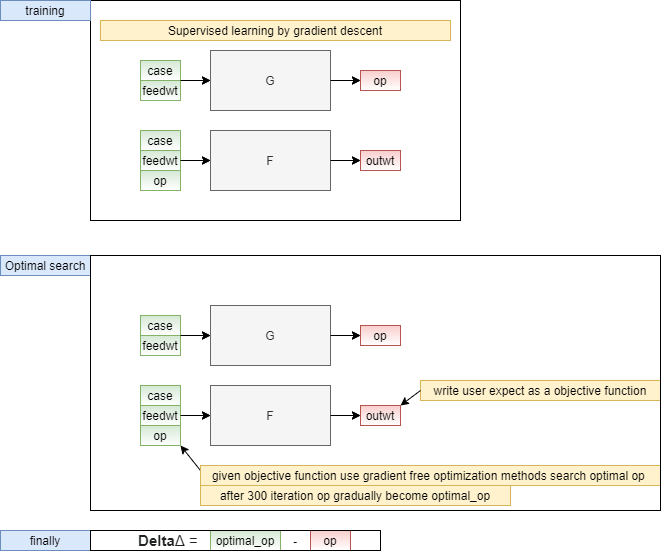 training
Supervised learning by gradient descent
case
feedwt
G
op
case
feedwt
op
F
outwt
Optimal search
case
feedwt
G
op
case
feedwt
op
F
outwt
write user expect as a objective function
given objective function use gradient free optimization methods search optimal op
after 300 iteration op gradually become optimal_op
finally
DeltaΔ = optimal_op - op